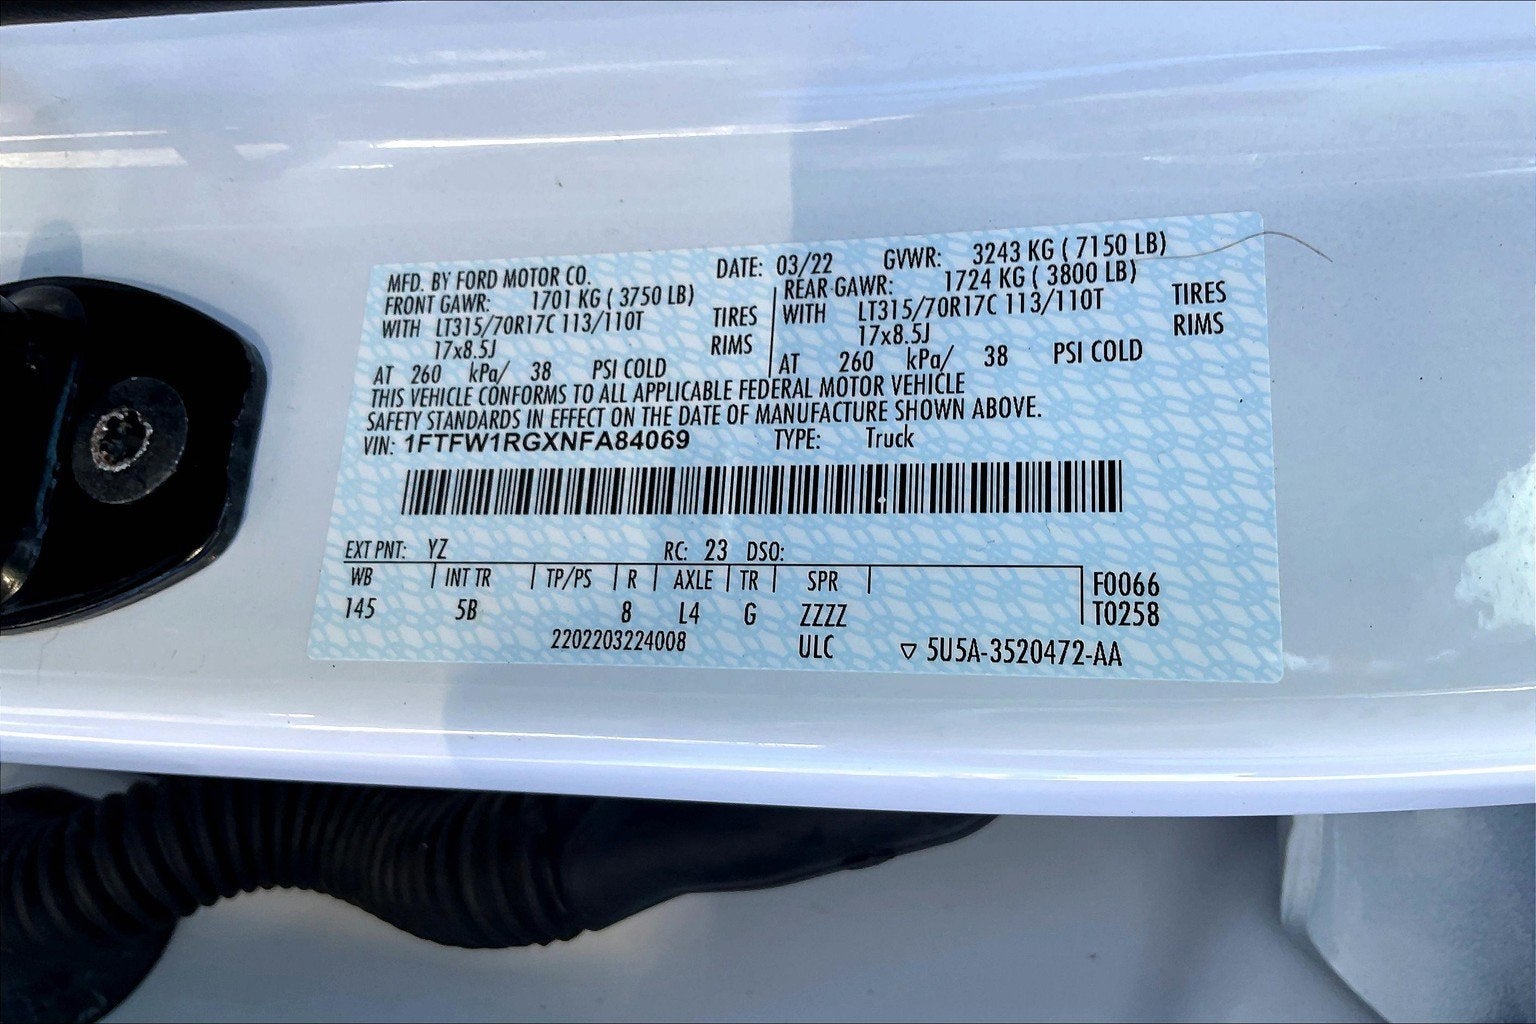 MFD. BY FORD MOTOR CO. DATE: 03/22 GVWR: 3243 KG ( 7150 LB)
FRONT GAWR: 1701 KG ( 3750 LB) REAR GAWR: 1724 KG ( 3800 LB)
WITH LT315/70R17C 113/110T TIRES WITH LT315/70R17C 113/110T TIRES
17x8.5J RIMS 17x8.5J RIMS
AT 260 kPa/ 38 PSI COLD AT 260 kPa/ 38 PSI COLD
THIS VEHICLE CONFORMS TO ALL APPLICABLE FEDERAL MOTOR VEHICLE
SAFETY STANDARDS IN EFFECT ON THE DATE OF MANUFACTURE SHOWN ABOVE.
VIN: 1FTFW1RGXNFA84069 TYPE: Truck
EXT PNT: YZ RC: 23 DSO:
WB INT TR TP/PS R AXLE TR SPR F0066
145 5B 8 L4 G ZZZZ T0258
2202203224008 ULC ▽ 5U5A-3520472-AA